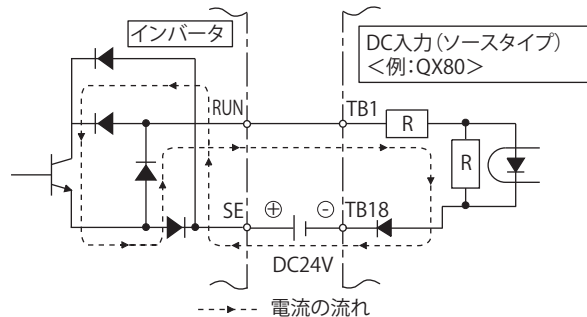 インバータ
DC入力（ソースタイプ）
<例：QX80>
RUN
TB1
R
R
SE
⊕
⊖
TB18
DC24V
電流の流れ